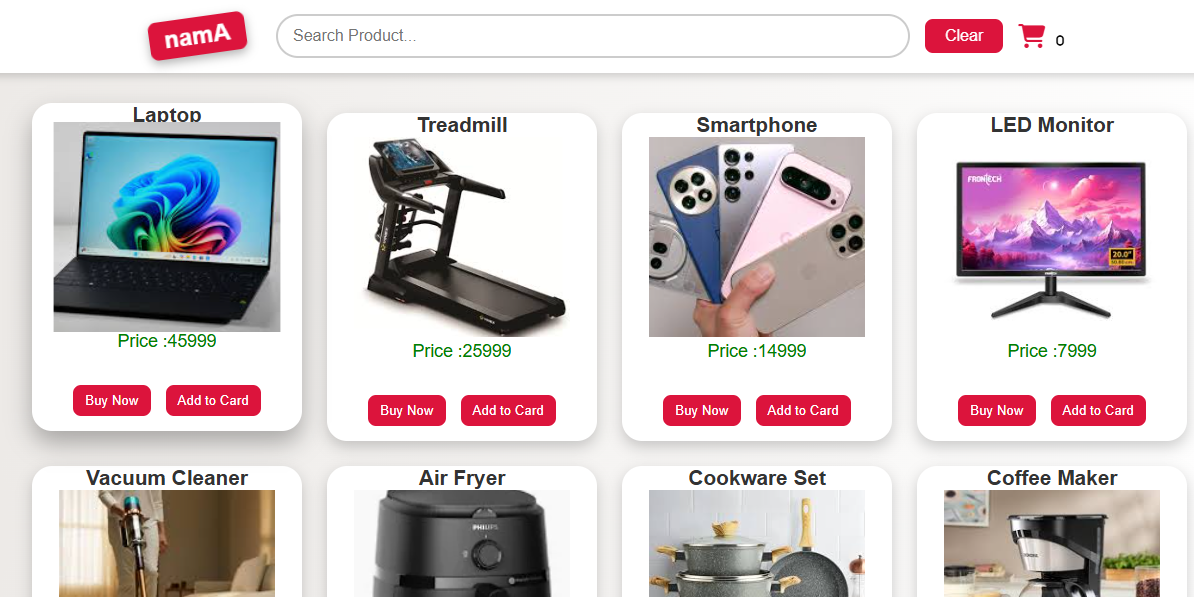 namA
Search Product...
Clear
0
Laptop
Treadmill
Smartphone
LED Monitor
FRONTECH
20.0"
Price :45999
Price :25999
Price :14999
Price :7999
Buy Now
Add to Card
Buy Now
Add to Card
Buy Now
Add to Card
Buy Now
Add to Card
Vacuum Cleaner
Air Fryer
Cookware Set
Coffee Maker
PHILIPS